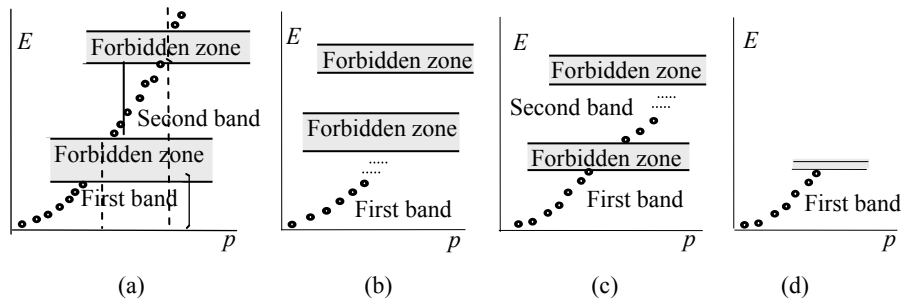 E
Forbidden zone
Second band
Forbidden zone
First band
p
(a)
E
Forbidden zone
Forbidden zone
First band
p
(b)
E
Forbidden zone
Second band
Forbidden zone
First band
p
(c)
E
First band
p
(d)